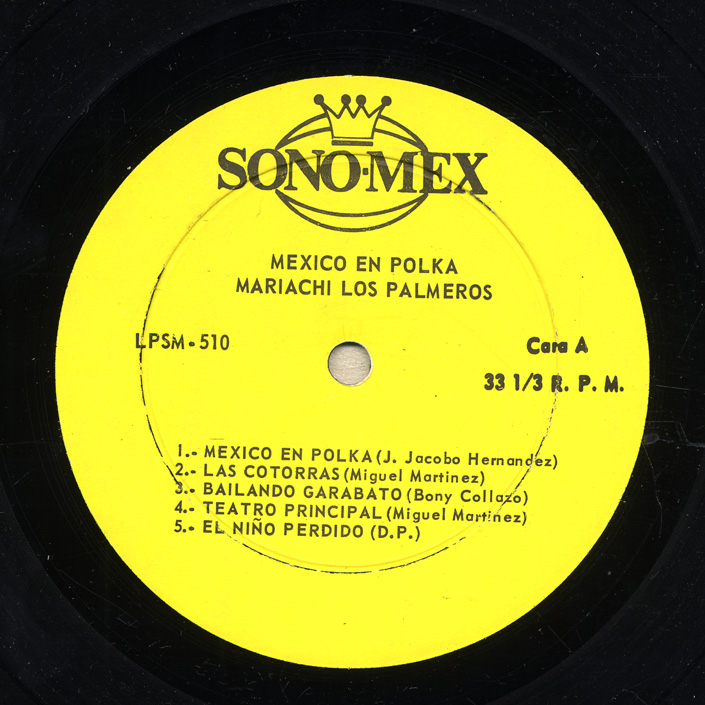 SONO·MEX
MEXICO EN POLKA
MARIACHI LOS PALMEROS
LPSM-510
Cara A
33 1/3 R. P. M.
1.- MEXICO EN POLKA (J. Jacobo Hernandez)
2.- LAS COTORRAS (Miguel Martinez)
3.- BAILANDO GARABATO (Bony Collazo)
4.- TEATRO PRINCIPAL (Miguel Martinez)
5.- EL NIÑO PERDIDO (D.P.)